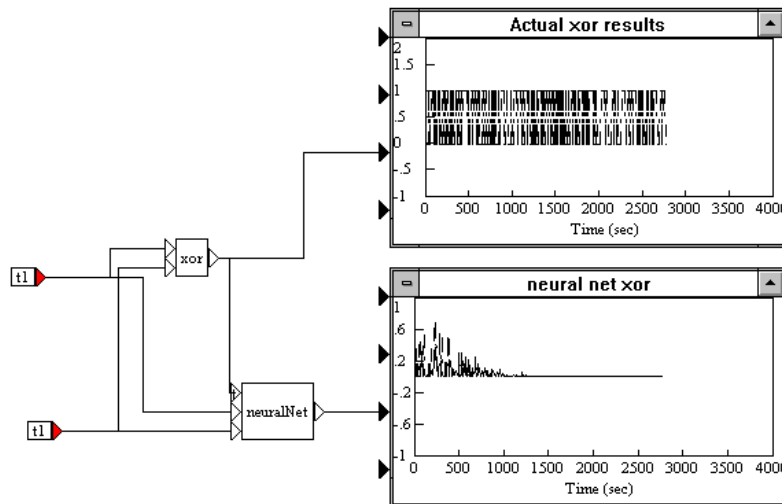 Actual xor results
2
1.5
1
.5
0
-.5
-1
0 500 1000 1500 2000 2500 3000 3500 4000
Time (sec)
xor
t1
neural net xor
1
.6
.2
-.2
-.6
-1
0 500 1000 1500 2000 2500 3000 3500 4000
Time (sec)
neuralNet
t1